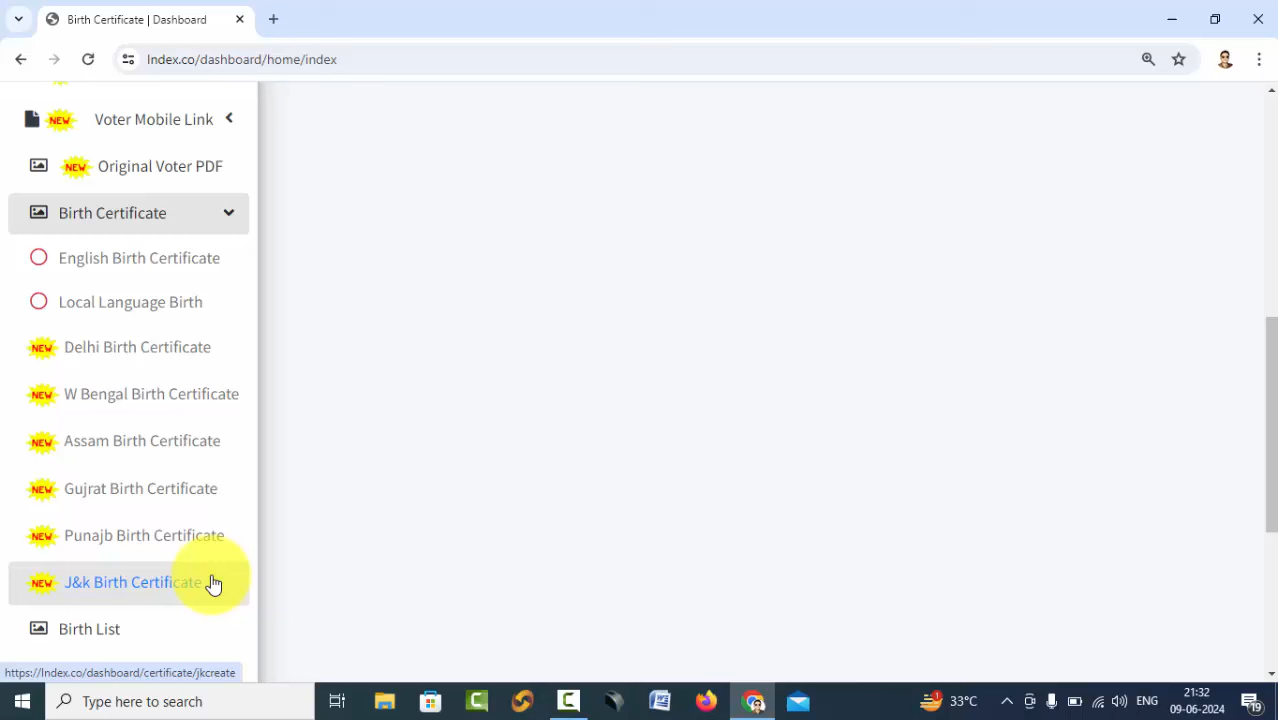 Birth Certificate | Dashboard
Index.co/dashboard/home/index
NEW Voter Mobile Link
NEW Original Voter PDF
Birth Certificate
English Birth Certificate
Local Language Birth
NEW Delhi Birth Certificate
NEW W Bengal Birth Certificate
NEW Assam Birth Certificate
NEW Gujrat Birth Certificate
NEW Punajb Birth Certificate
NEW J&k Birth Certificate
Birth List
https://Index.co/dashboard/certificate/jkcreate
Type here to search
1
33°C
ENG
21:32
09-06-2024
19